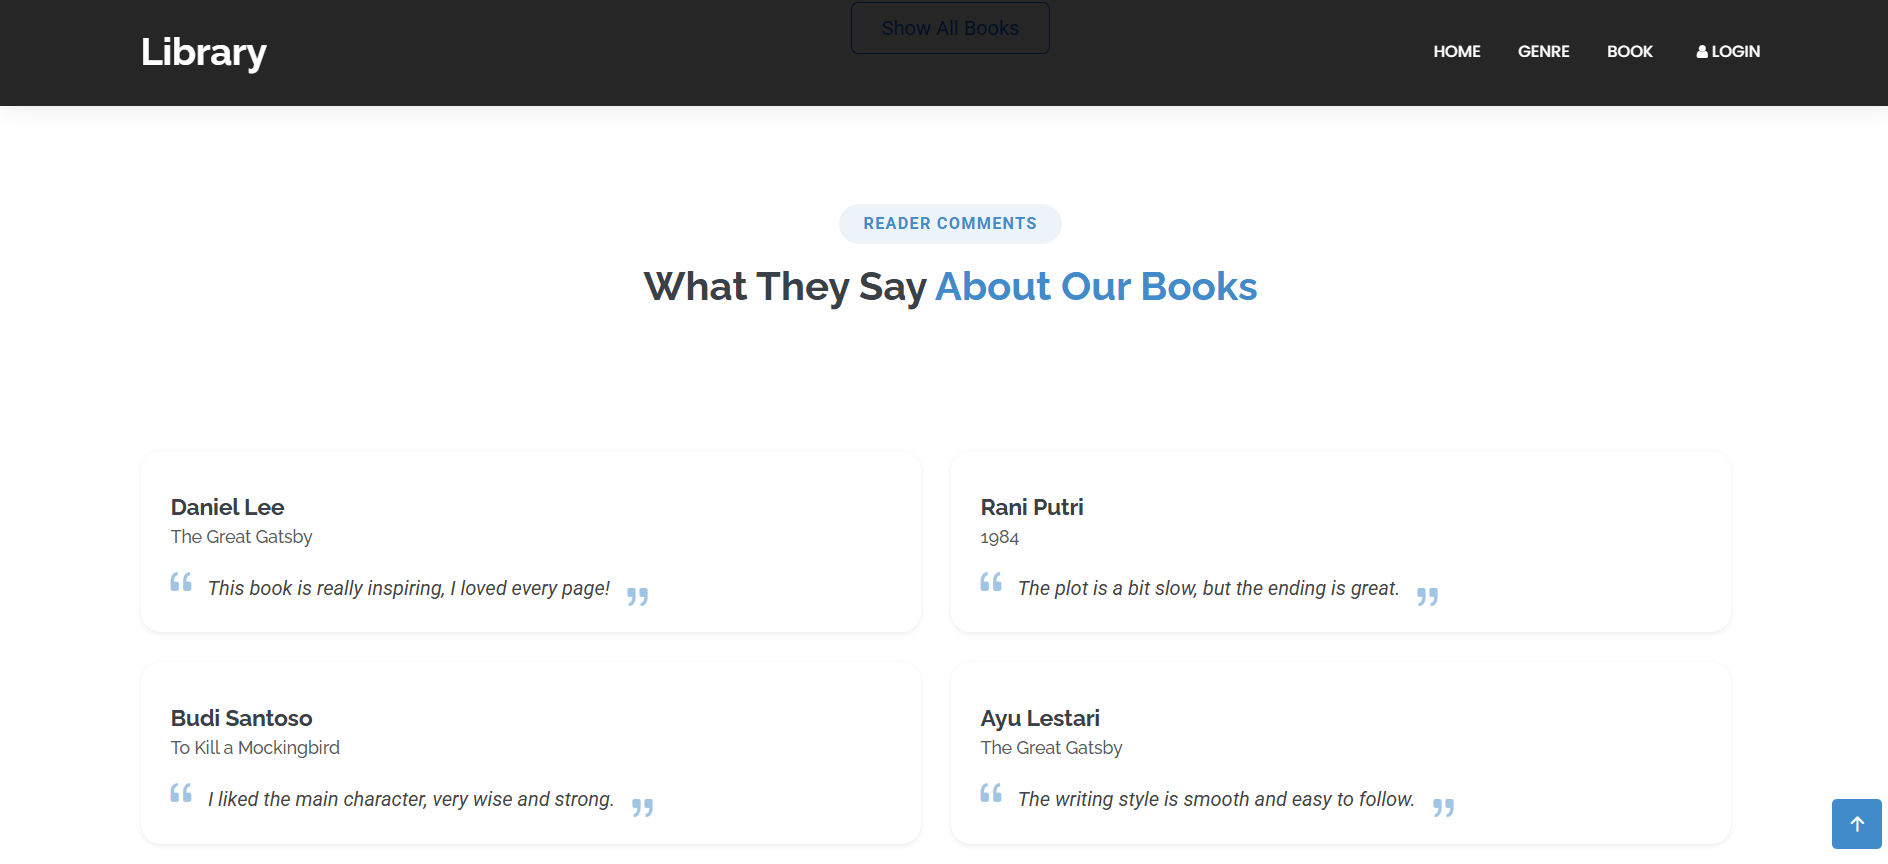 Show All Books
Library
HOME GENRE BOOK LOGIN
READER COMMENTS
What They Say About Our Books
Daniel Lee
The Great Gatsby
“ This book is really inspiring, I loved every page! ”
Rani Putri
1984
“ The plot is a bit slow, but the ending is great. ”
Budi Santoso
To Kill a Mockingbird
“ I liked the main character, very wise and strong. ”
Ayu Lestari
The Great Gatsby
“ The writing style is smooth and easy to follow. ”